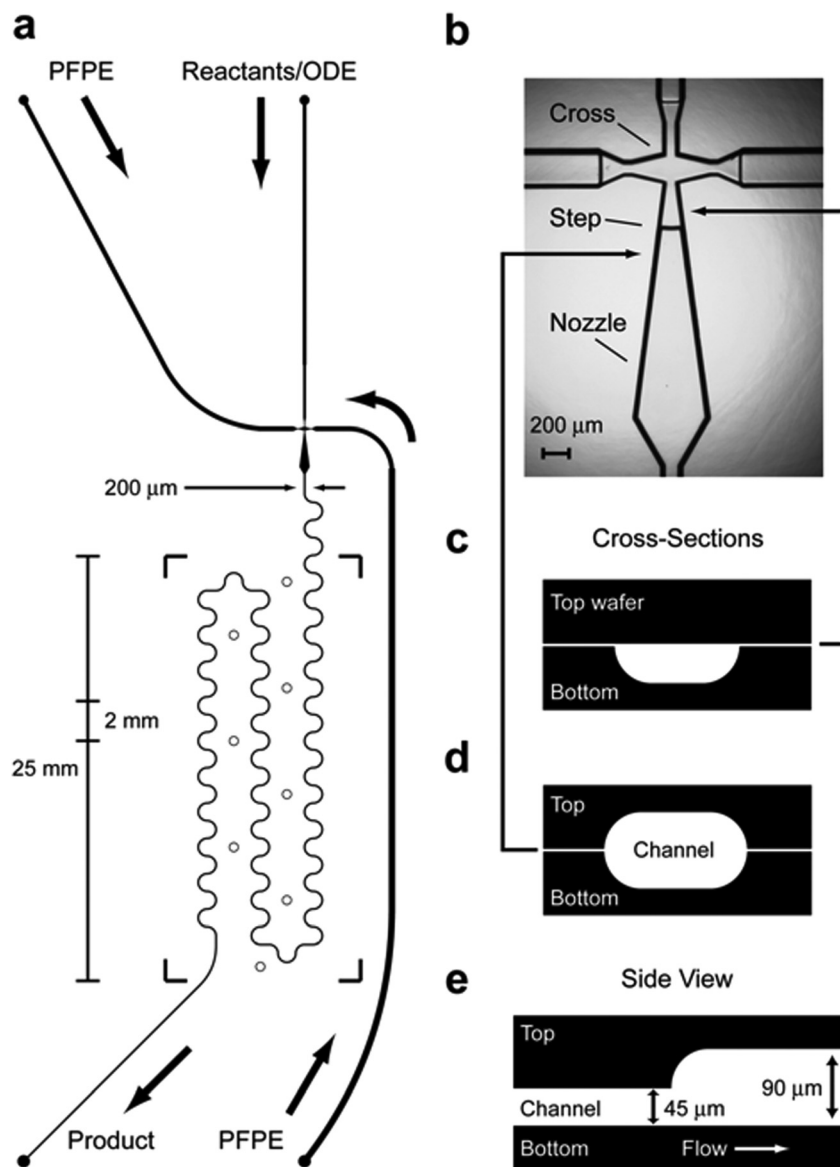 a
PFPE
Reactants/ODE
200 μm
2 mm
25 mm
Product
PFPE
b
Cross
Step
Nozzle
200 μm
c
Cross-Sections
Top wafer
Bottom
d
Top
Channel
Bottom
e
Side View
Top
90 μm
Channel
45 μm
Bottom
Flow